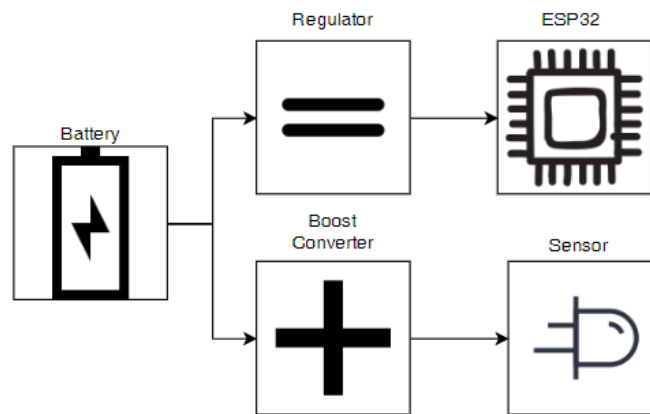 Regulator
ESP32
Battery
Boost
Converter
Sensor